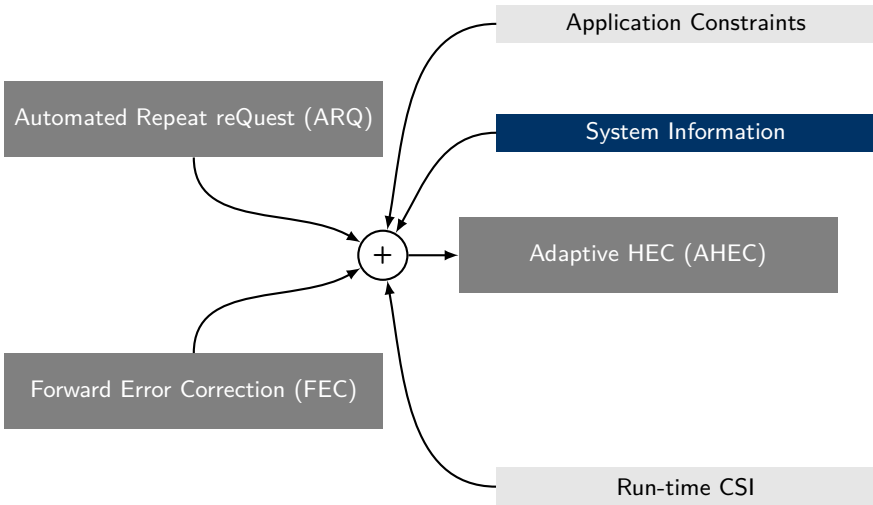 Application Constraints
Automated Repeat reQuest (ARQ)
System Information
+
Adaptive HEC (AHEC)
Forward Error Correction (FEC)
Run-time CSI